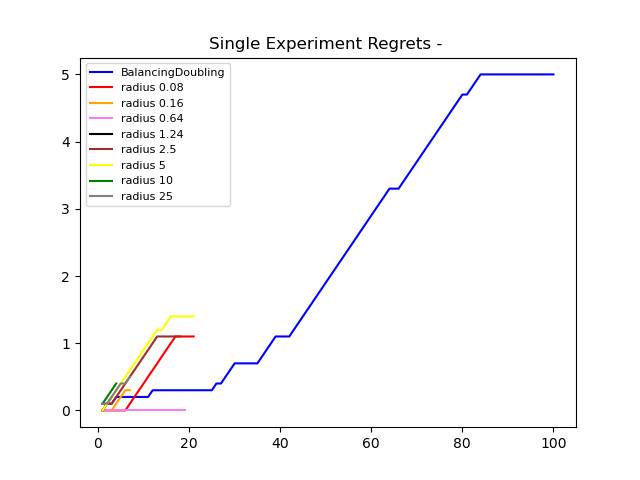 Single Experiment Regrets -
BalancingDoubling
radius 0.08
radius 0.16
radius 0.64
radius 1.24
radius 2.5
radius 5
radius 10
radius 25
5
4
3
2
1
0
0 20 40 60 80 100